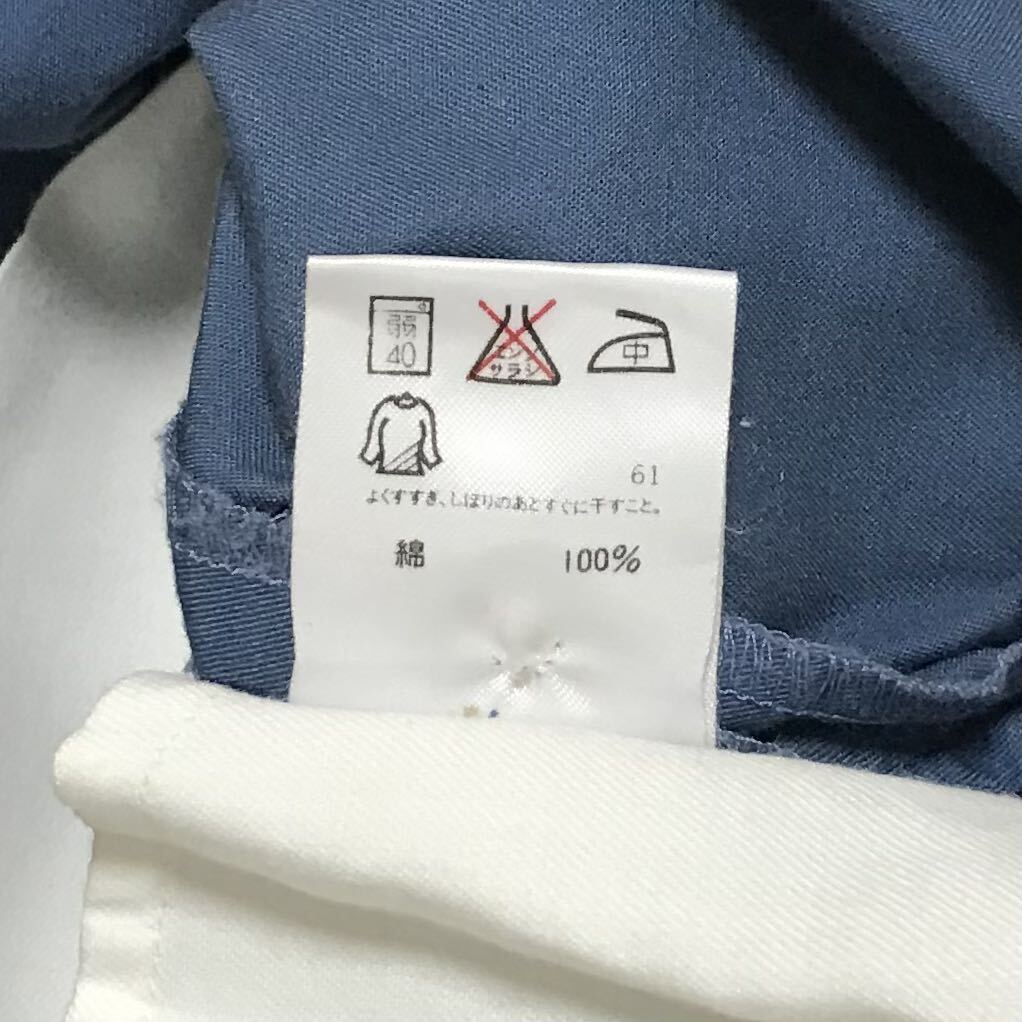 弱
40
エンソ
サラシ
中
61
よくすすぎ、しぼりのあとすぐに干すこと。
綿 100%